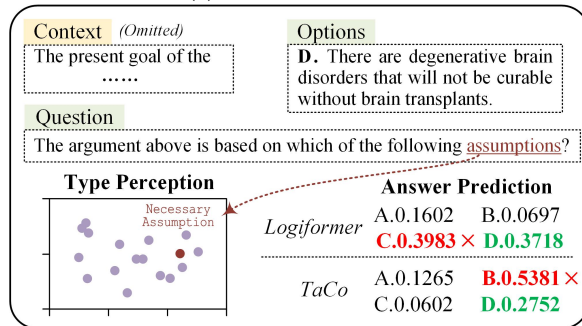 Context (Omitted)
The present goal of the
......
Options
D. There are degenerative brain
disorders that will not be curable
without brain transplants.
Question
The argument above is based on which of the following assumptions?
Type Perception
Necessary
Assumption
Answer Prediction
Logiformer
A.0.1602 B.0.0697
C.0.3983 × D.0.3718
TaCo
A.0.1265 B.0.5381 ×
C.0.0602 D.0.2752